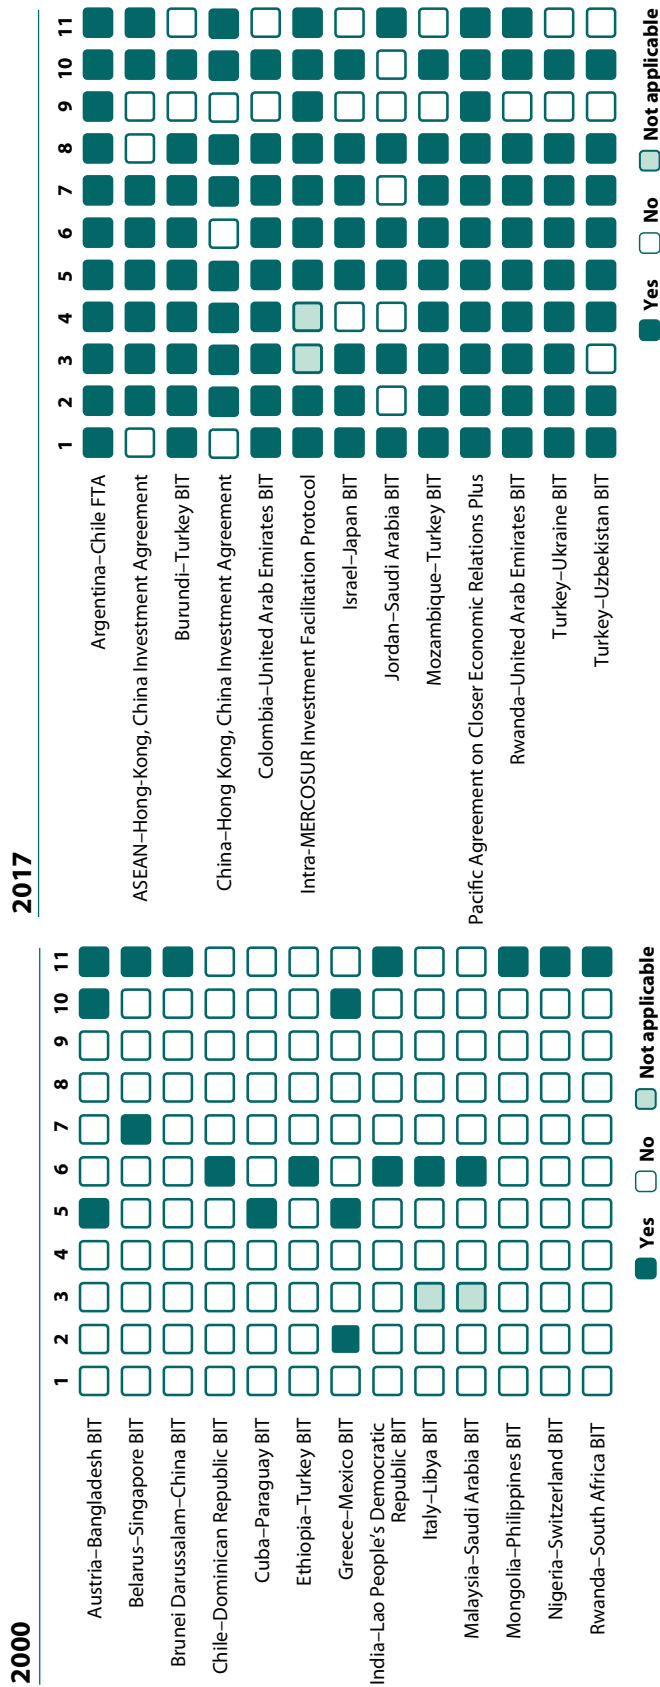 2000
1 2 3 4 5 6 7 8 9 10 11
Austria–Bangladesh BIT
Belarus–Singapore BIT
Brunei Darussalam–China BIT
Chile–Dominican Republic BIT
Cuba–Paraguay BIT
Ethiopia–Turkey BIT
Greece–Mexico BIT
India–Lao People's Democratic
Republic BIT
Italy–Libya BIT
Malaysia–Saudi Arabia BIT
Mongolia–Philippines BIT
Nigeria–Switzerland BIT
Rwanda–South Africa BIT
Yes No Not applicable
2017
1 2 3 4 5 6 7 8 9 10 11
Argentina–Chile FTA
ASEAN–Hong-Kong, China Investment Agreement
Burundi–Turkey BIT
China–Hong Kong, China Investment Agreement
Colombia–United Arab Emirates BIT
Intra-MERCOSUR Investment Facilitation Protocol
Israel–Japan BIT
Jordan–Saudi Arabia BIT
Mozambique–Turkey BIT
Pacific Agreement on Closer Economic Relations Plus
Rwanda–United Arab Emirates BIT
Turkey–Ukraine BIT
Turkey–Uzbekistan BIT
Yes No Not applicable